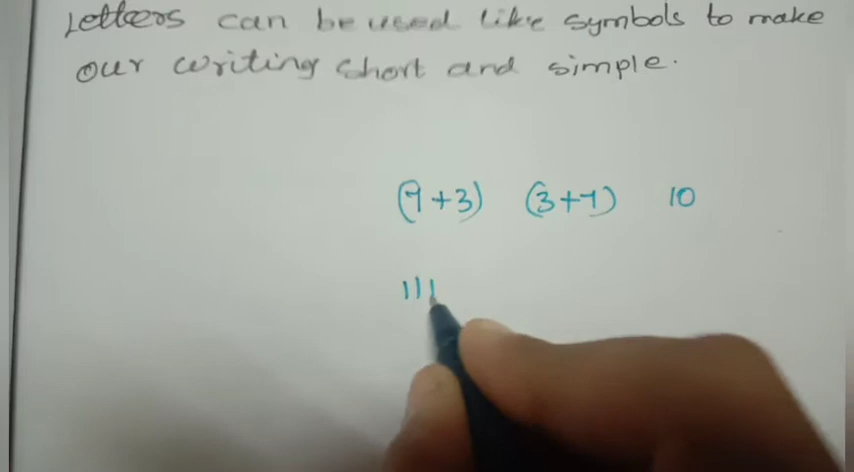 Letters can be used like symbols to make
our writing short and simple.
(7+3) (3+7) 10
111